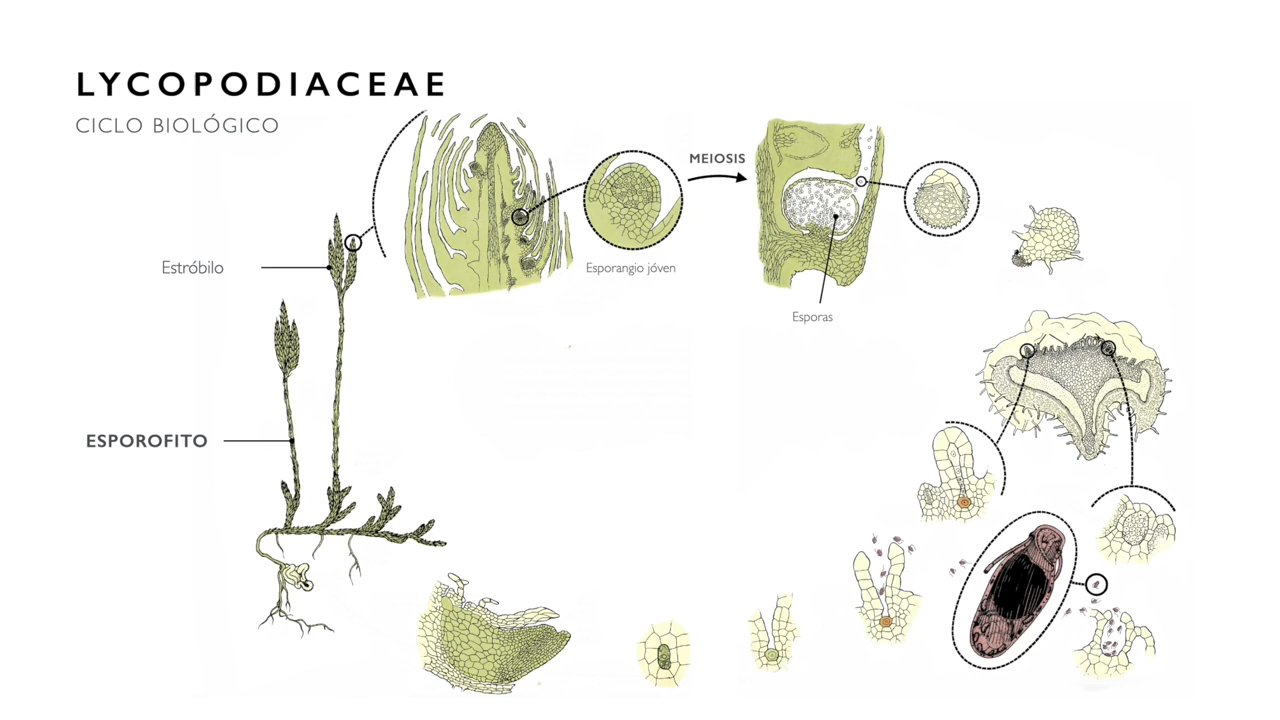 LYCOPODIACEAE
CICLO BIOLÓGICO
MEIOSIS
Estróbilo
Esporangio jóven
Esporas
ESPOROFITO